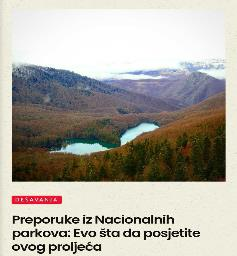 DEŠAVANJA
Preporuke iz Nacionalnih
parkova: Evo šta da posjetite
ovog proljeća